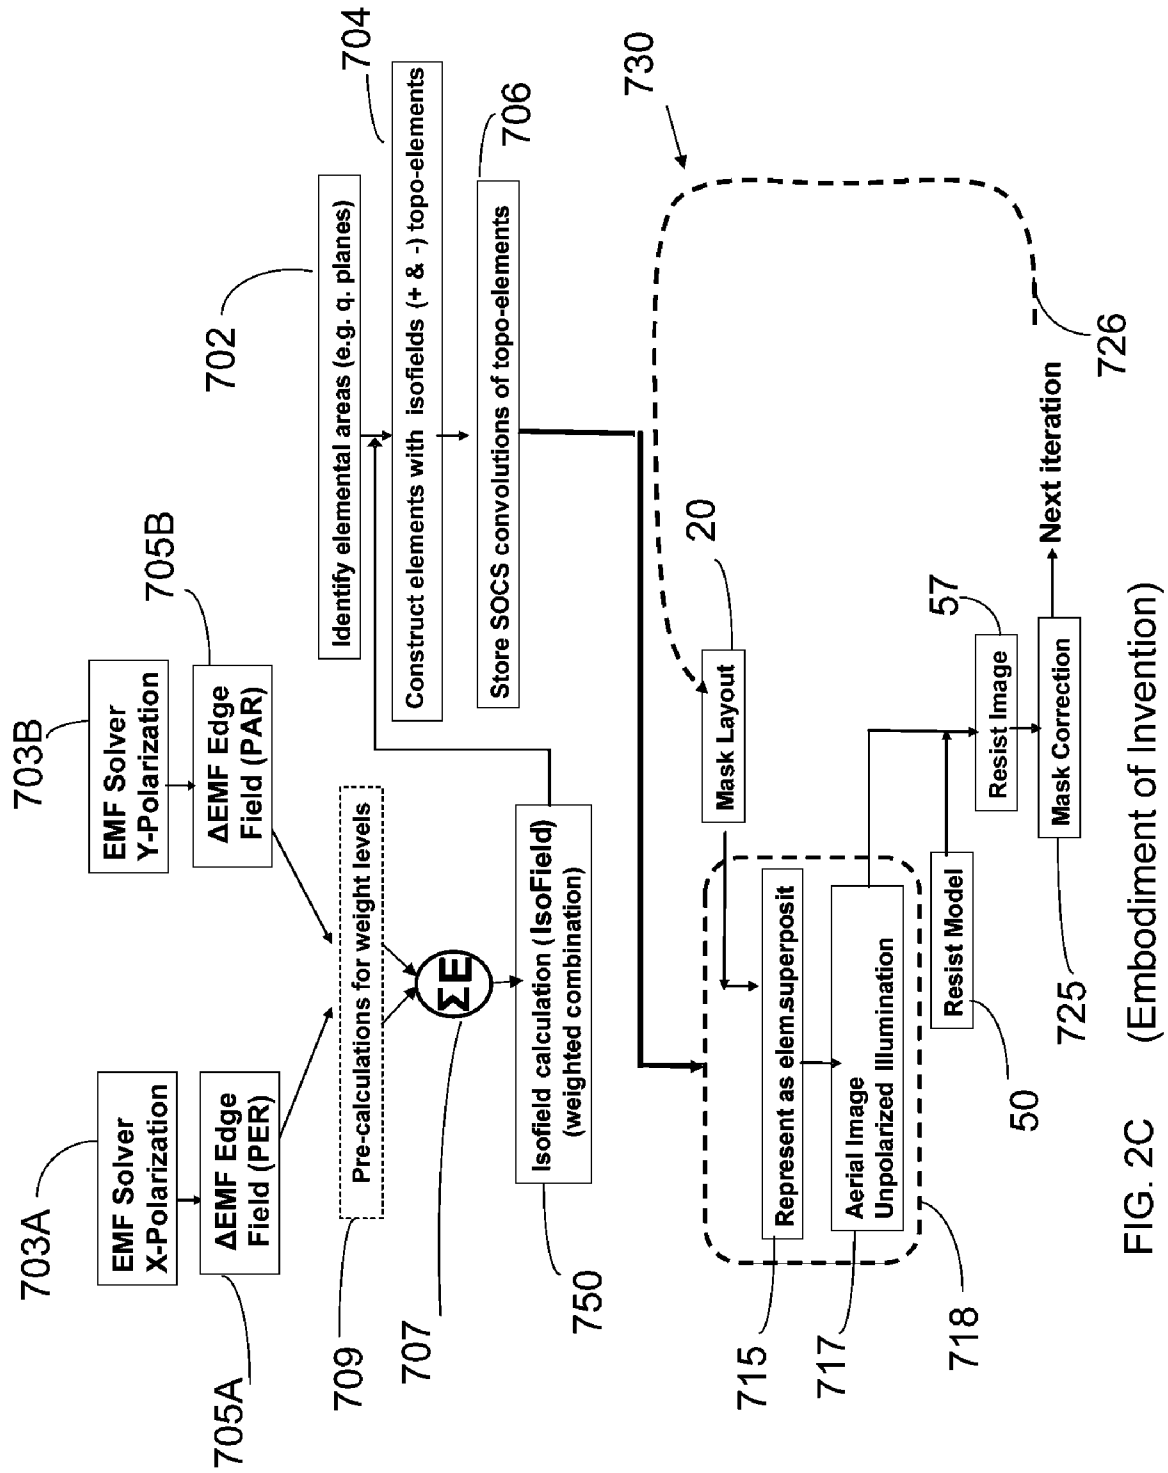 703A
EMF Solver
X-Polarization
703B
EMF Solver
Y-Polarization
705A
ΔEMF Edge
Field (PER)
ΔEMF Edge
Field (PAR)
705B
709
Pre-calculations for weight levels
707
ΣE
750
Isofield calculation (IsoField)
(weighted combination)
702
Identify elemental areas (e.g. q. planes)
704
Construct elements with isofields (+ & -) topo-elements
706
Store SOCS convolutions of topo-elements
730
20
Mask Layout
715
Represent as elem.superposit
717
Aerial Image
Unpolarized Illumination
718
50
Resist Model
57
Resist Image
725
Mask Correction
Next iteration
726
FIG. 2C
(Embodiment of Invention)